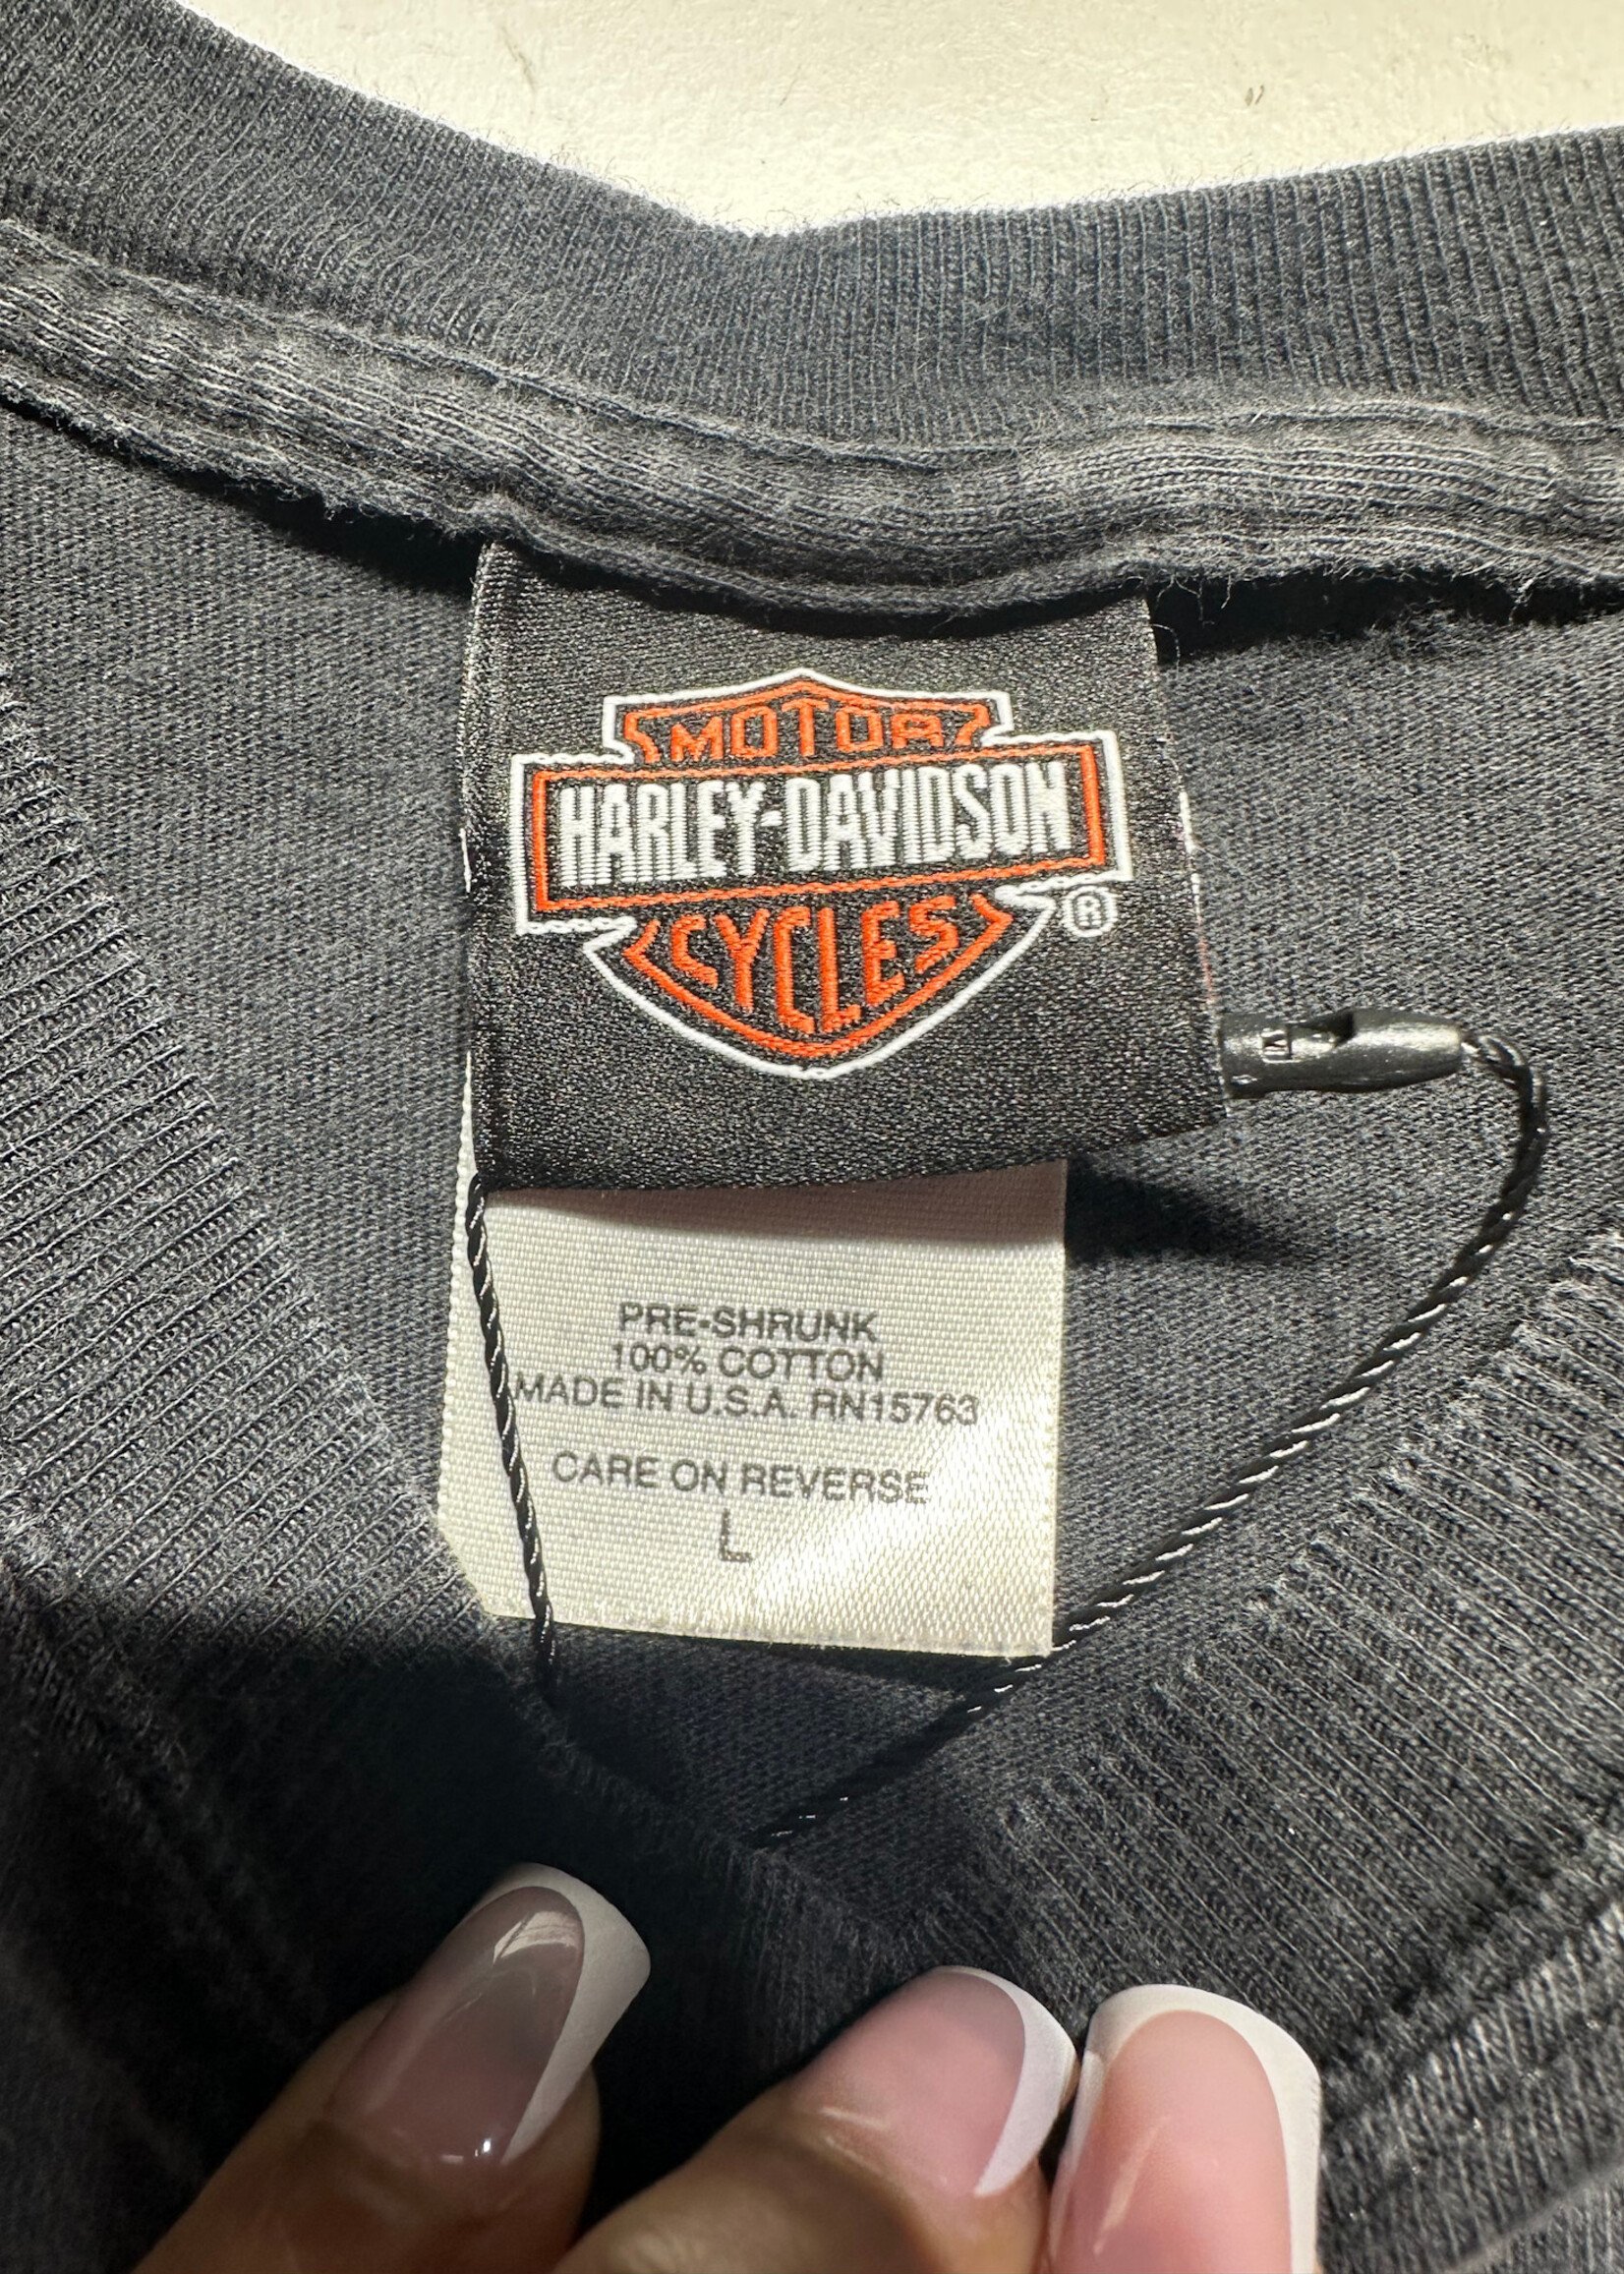 MOTOR
HARLEY-DAVIDSON
CYCLES
®
PRE-SHRUNK
100% COTTON
MADE IN U.S.A. RN15763
CARE ON REVERSE
L